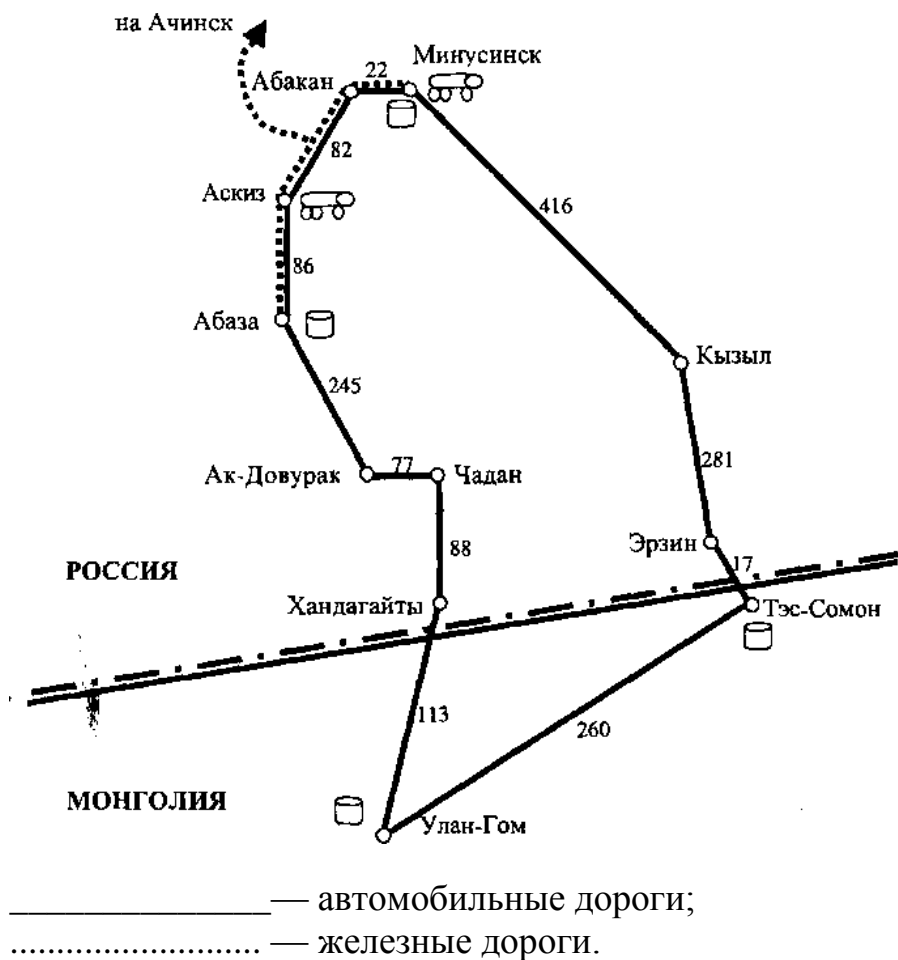 на Ачинск
Минусинск
Абакан
22
82
Аскиз
416
86
Абаза
Кызыл
245
281
Ак-Довурак
77
Чадан
Эрзин
88
17
РОССИЯ
Хандагайты
Тэс-Сомон
113
260
МОНГОЛИЯ
Улан-Гом
________________— автомобильные дороги;
.......................... — железные дороги.